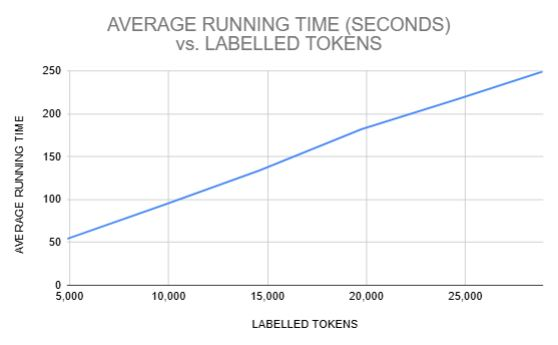 AVERAGE RUNNING TIME (SECONDS)
vs. LABELLED TOKENS
250
200
150
100
50
0
AVERAGE RUNNING TIME
5,000
10,000
15,000
20,000
25,000
LABELLED TOKENS